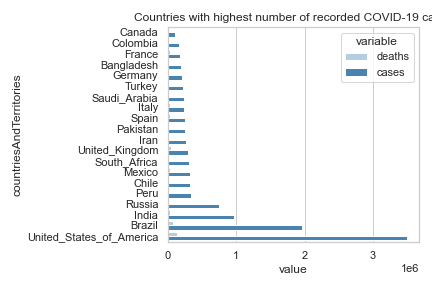 Countries with highest number of recorded COVID-19 ca
Canada
Colombia
France
Bangladesh
Germany
Turkey
Saudi_Arabia
Italy
Spain
Pakistan
Iran
United_Kingdom
South_Africa
Mexico
Chile
Peru
Russia
India
Brazil
United_States_of_America
countriesAndTerritories
variable
deaths
cases
0 1 2 3
1e6
value